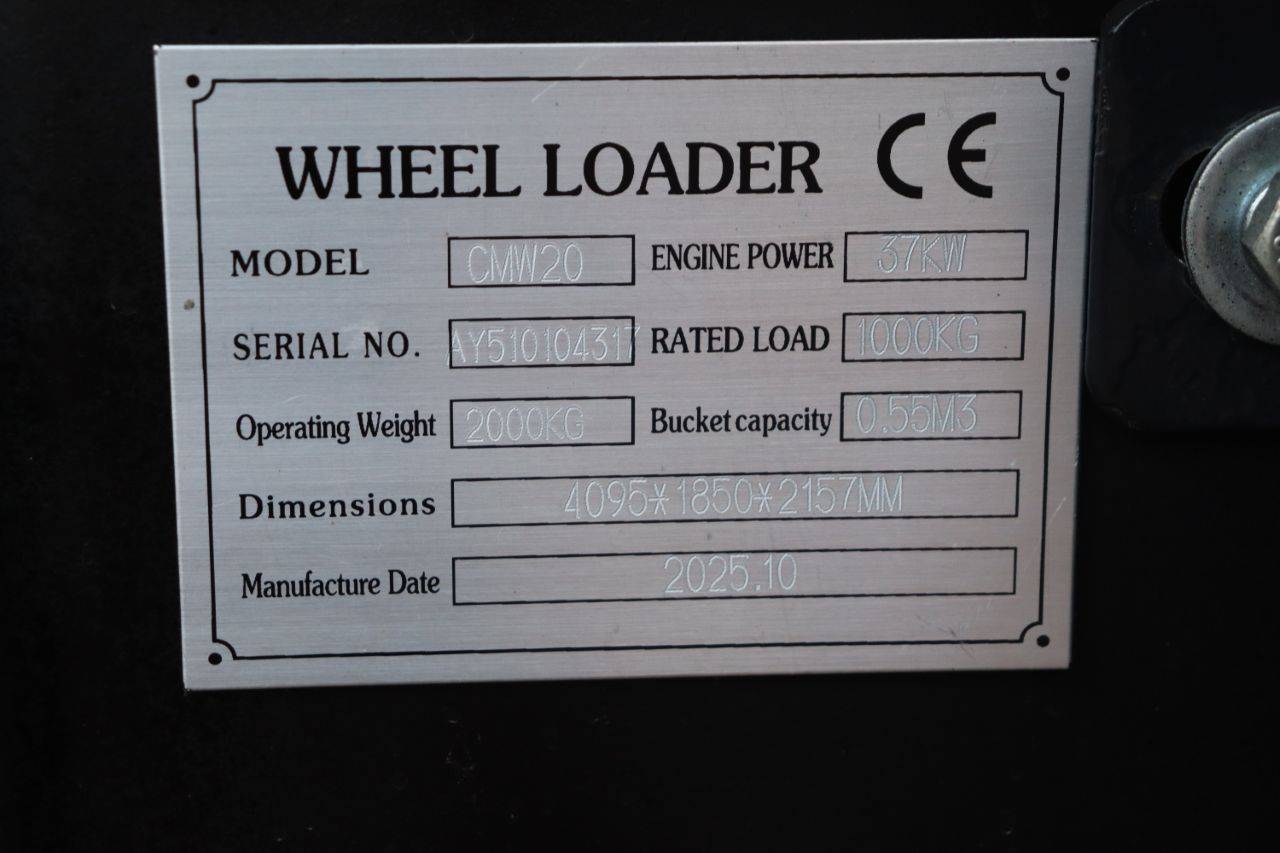 WHEEL LOADER CE
MODEL CMW20 ENGINE POWER 37KW
SERIAL NO. AY510104317 RATED LOAD 1000KG
Operating Weight 2000KG Bucket capacity 0.55M3
Dimensions 4095*1850*2157MM
Manufacture Date 2025.10